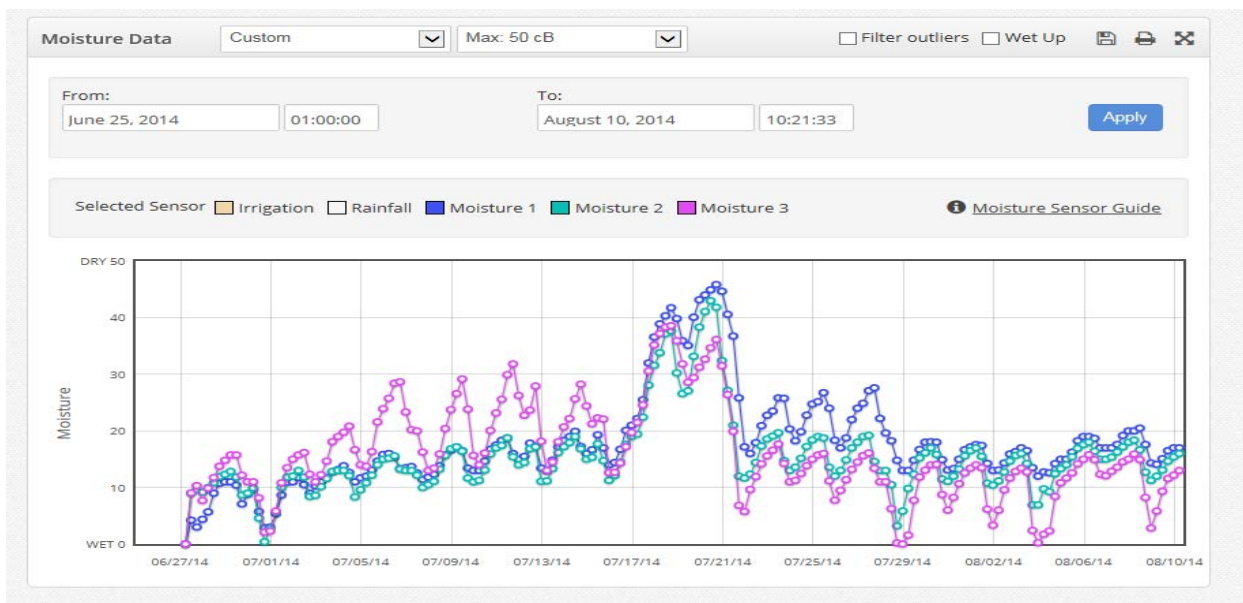 Moisture Data Custom Max: 50 cB Filter outliers Wet Up
From: To:
June 25, 2014 01:00:00 August 10, 2014 10:21:33 Apply
Selected Sensor Irrigation Rainfall Moisture 1 Moisture 2 Moisture 3 Moisture Sensor Guide
DRY 50
40
30
Moisture
20
10
WET 0
06/27/14 07/01/14 07/05/14 07/09/14 07/13/14 07/17/14 07/21/14 07/25/14 07/29/14 08/02/14 08/06/14 08/10/14